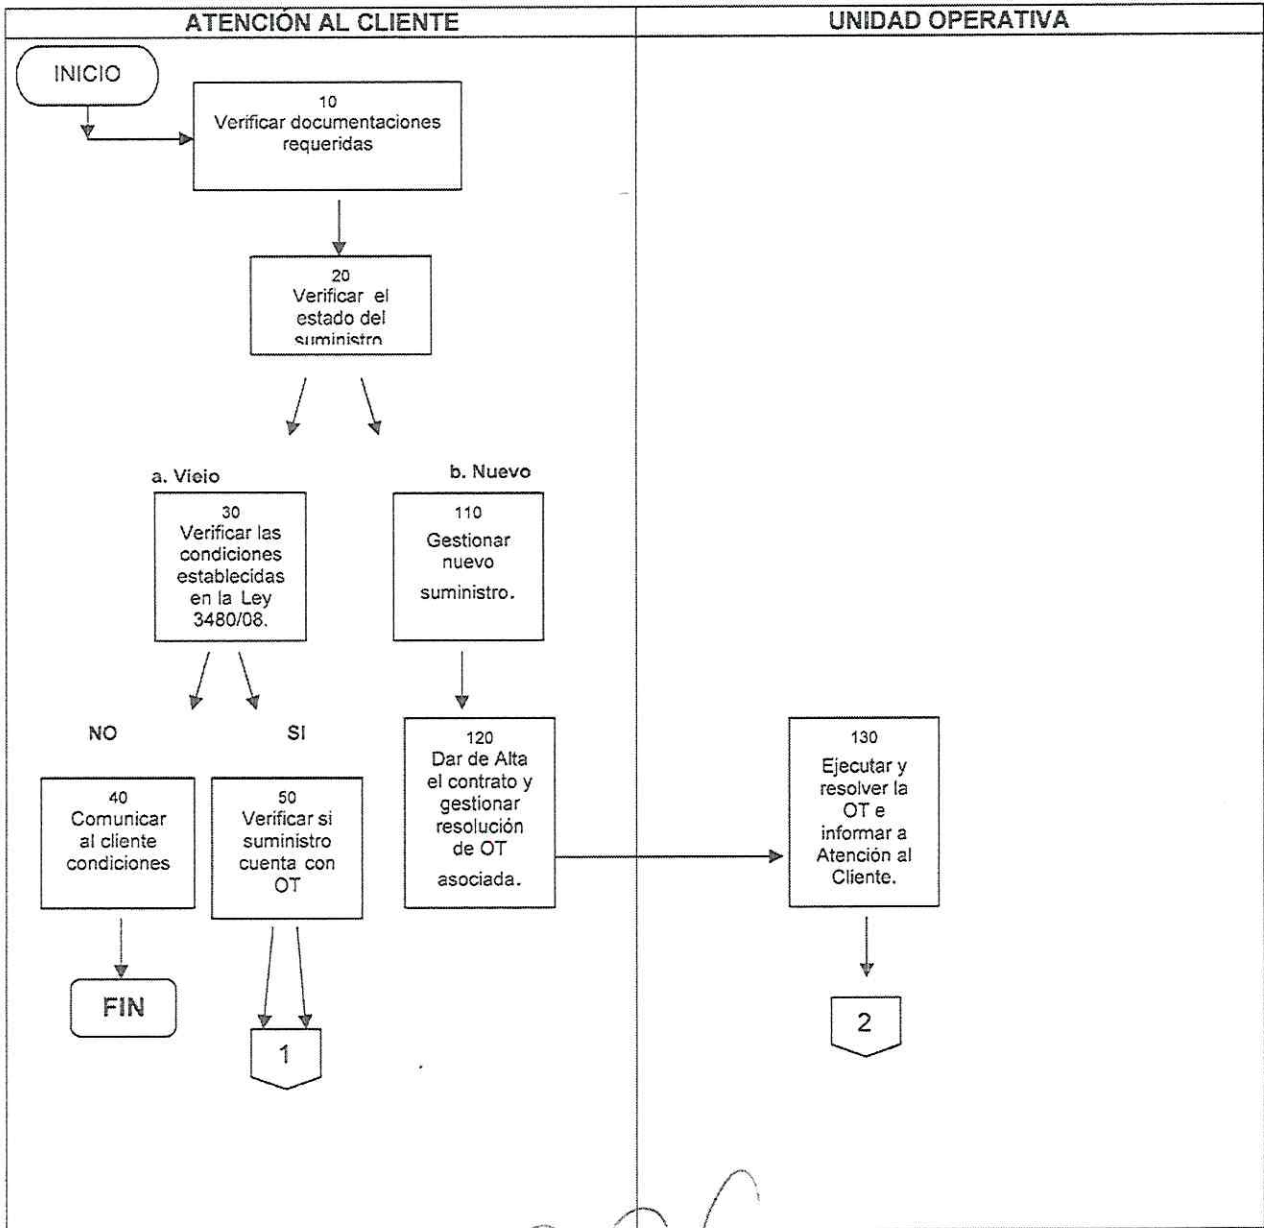 ATENCIÓN AL CLIENTE
UNIDAD OPERATIVA
INICIO
10
Verificar documentaciones
requeridas
20
Verificar el
estado del
suministro
a. Viejo
b. Nuevo
30
Verificar las
condiciones
establecidas
en la Ley
3480/08.
110
Gestionar
nuevo
suministro.
NO
SI
40
Comunicar
al cliente
condiciones
50
Verificar si
suministro
cuenta con
OT
120
Dar de Alta
el contrato y
gestionar
resolución
de OT
asociada.
130
Ejecutar y
resolver la
OT e
informar a
Atención al
Cliente.
FIN
1
2